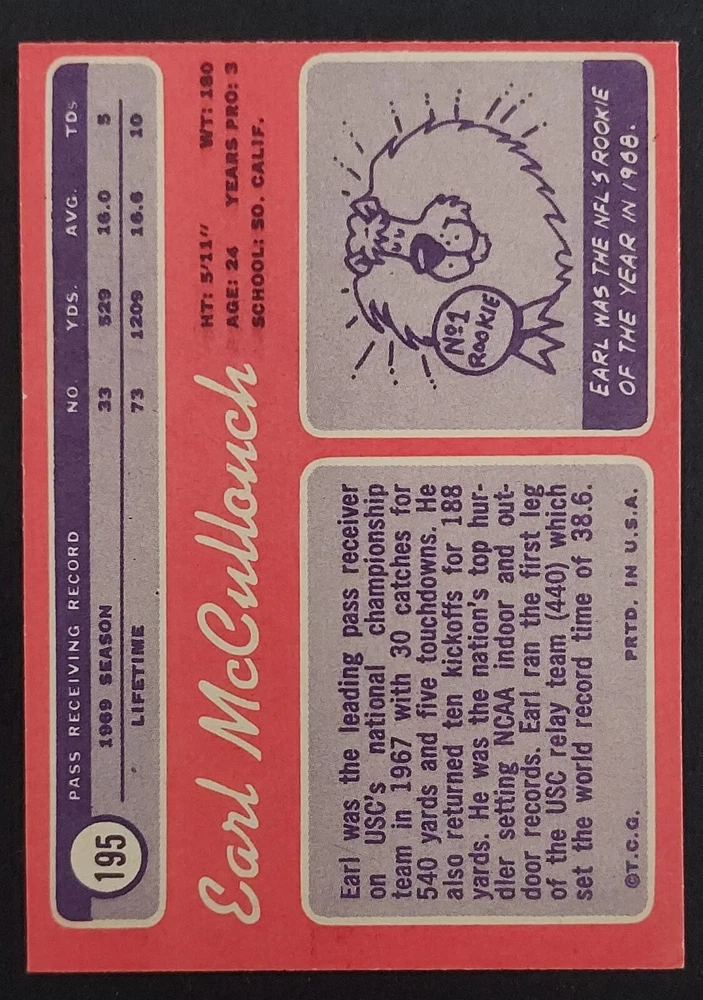 195
PASS RECEIVING RECORD NO YDS. AVG. TDs
1969 SEASON 33 529 16.0 5
LIFETIME 73 1209 16.6 10
Earl McCullouch
HT: 5'11" WT: 180
AGE: 24 YEARS PRO: 3
SCHOOL: SO. CALIF.
Earl was the leading pass receiver
on USC's national championship
team in 1967 with 30 catches for
540 yards and five touchdowns. He
also returned ten kickoffs for 188
yards. He was the nation's top hur-
dler setting NCAA indoor and out-
door records. Earl ran the first leg
of the USC relay team (440) which
set the world record time of 38.6.
©T.C.G. PRTD. IN U.S.A.
Nº1
ROOKIE
EARL WAS THE NFL'S ROOKIE
OF THE YEAR IN 1968.